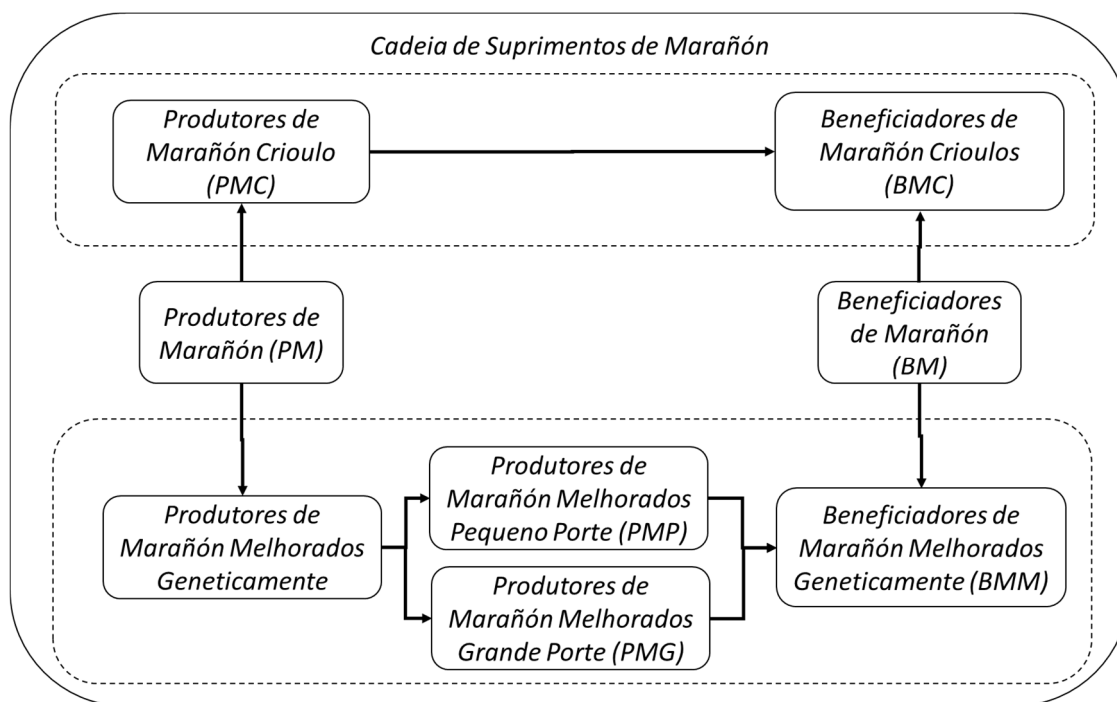 Cadeia de Suprimentos de Marañón
Produtores de
Marañón Crioulo
(PMC)
Beneficiadores de
Marañón Crioulos
(BMC)
Produtores de
Marañón (PM)
Beneficiadores
de Marañón
(BM)
Produtores de
Marañón Melhorados
Geneticamente
Produtores de
Marañón Melhorados
Pequeno Porte (PMP)
Produtores de
Marañón Melhorados
Grande Porte (PMG)
Beneficiadores de
Marañón Melhorados
Geneticamente (BMM)